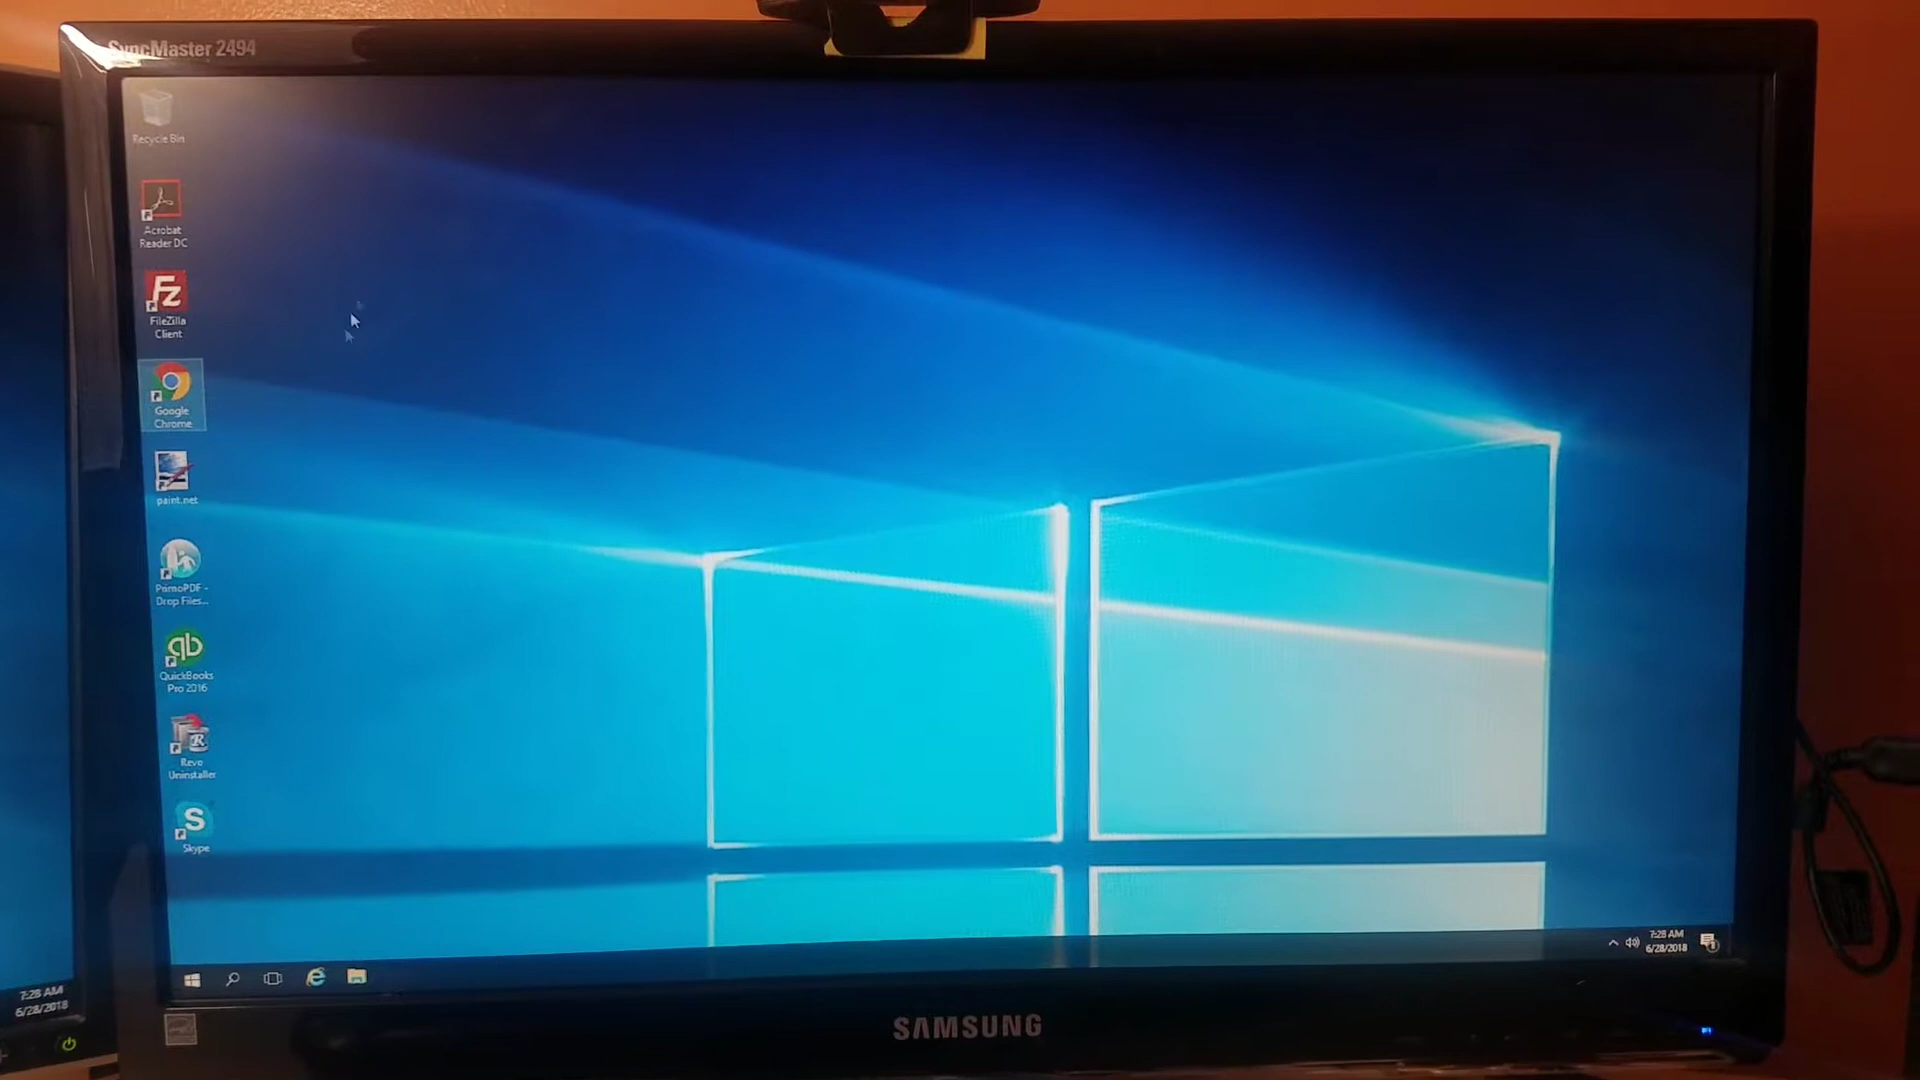 SyncMaster 2494
Recycle Bin
Acrobat
Reader DC
FileZilla
Client
Google
Chrome
paint.net
PrimoPDF -
Drop Files...
QuickBooks
Pro 2016
Revo
Uninstaller
Skype
7:28 AM
6/28/2018
7:28 AM
6/28/2018
SAMSUNG